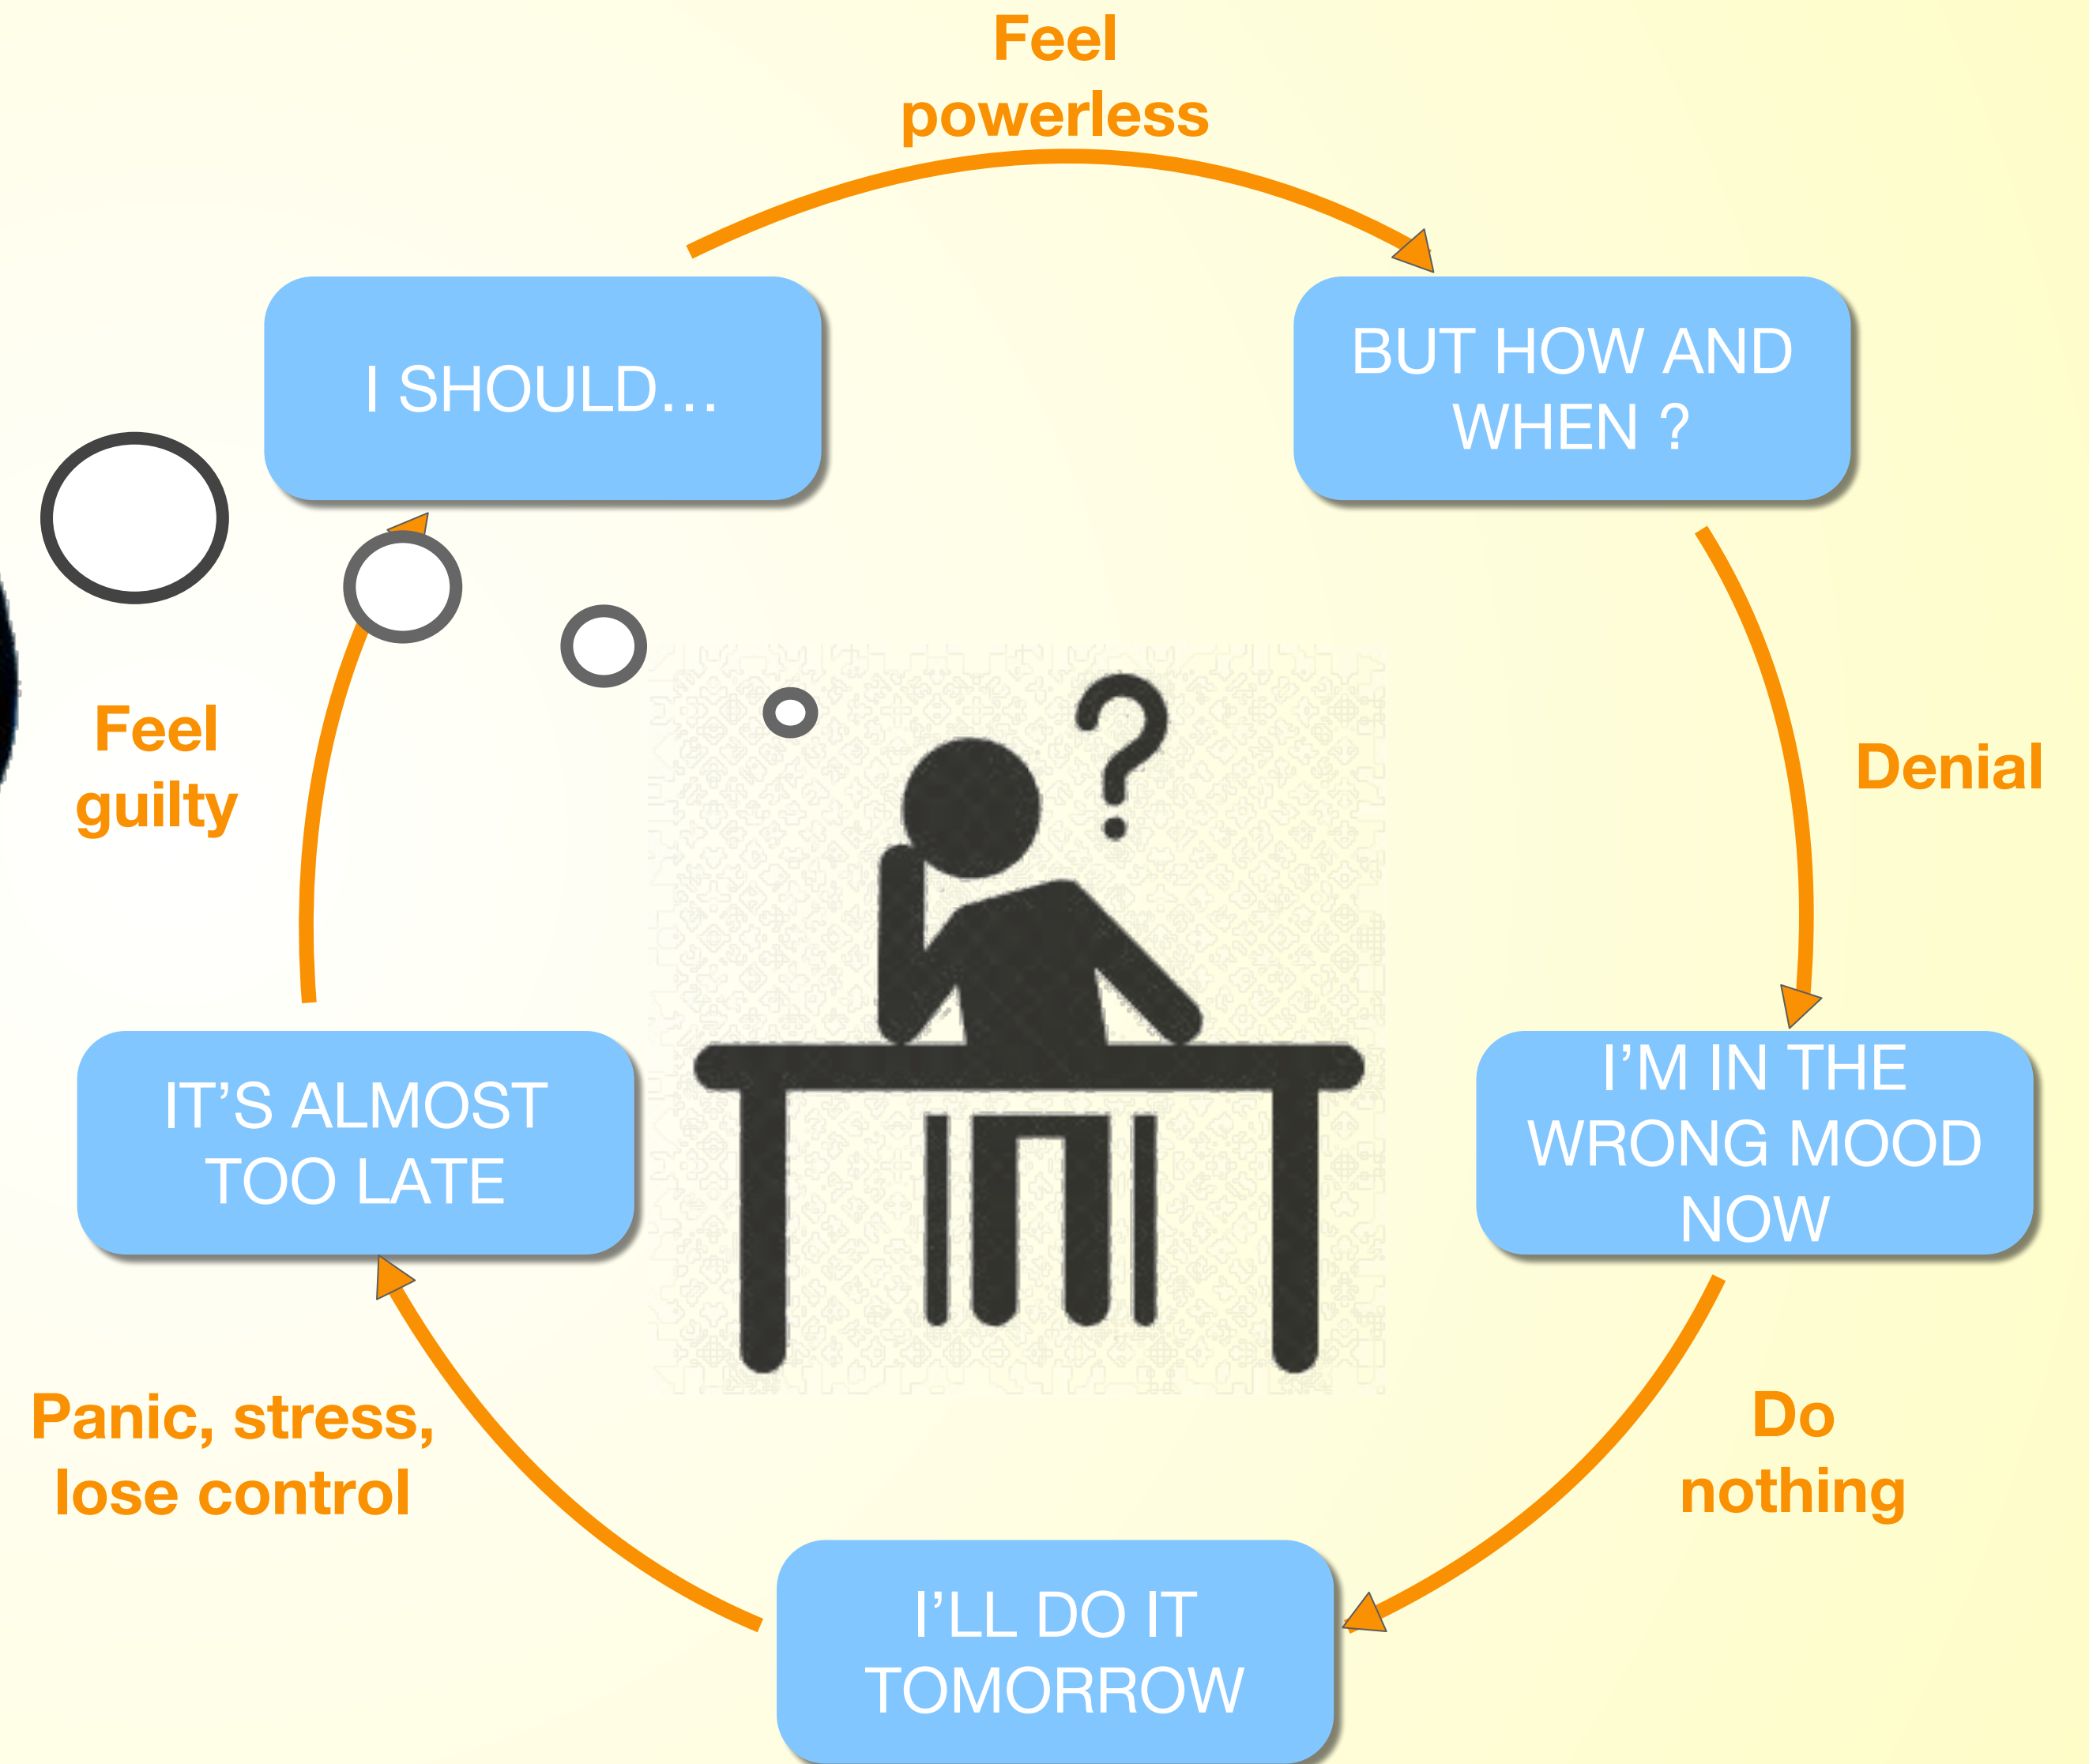 Feel
powerless
I SHOULD…
BUT HOW AND
WHEN ?
Feel
guilty
?
Denial
IT’S ALMOST
TOO LATE
I’M IN THE
WRONG MOOD
NOW
Panic, stress,
lose control
Do
nothing
I’LL DO IT
TOMORROW